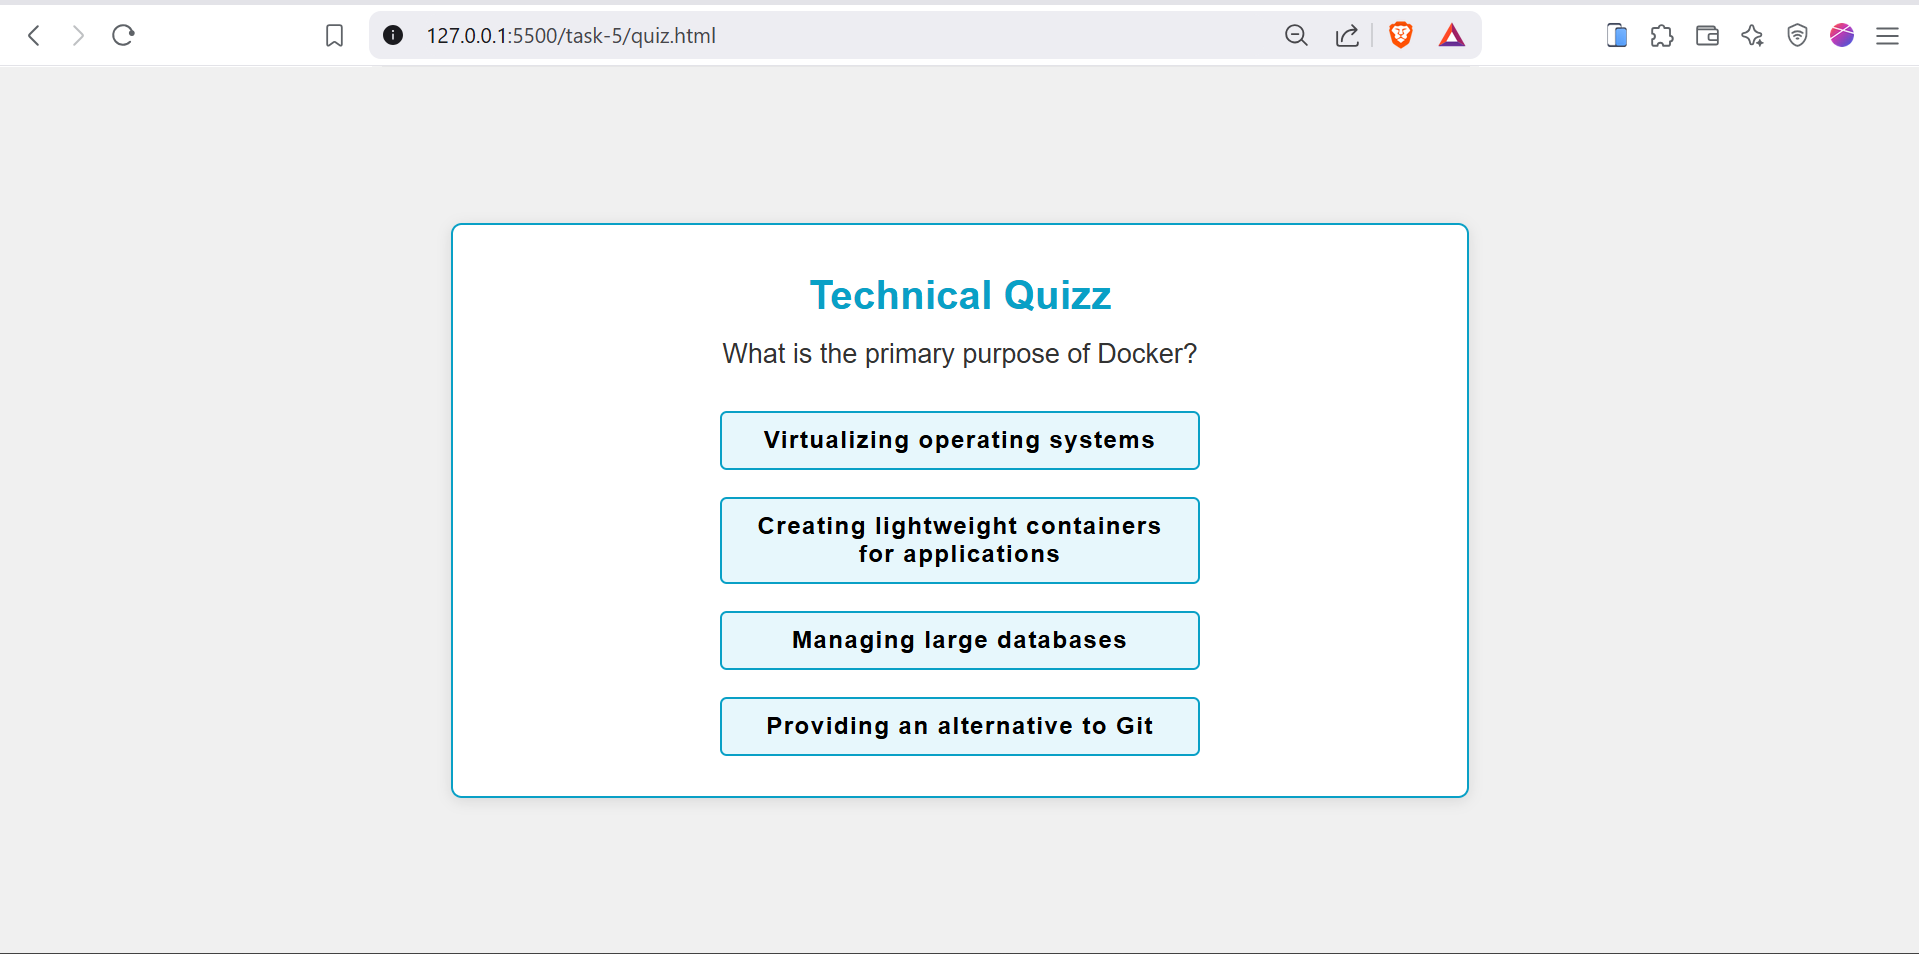 127.0.0.1:5500/task-5/quiz.html
Technical Quizz
What is the primary purpose of Docker?
Virtualizing operating systems
Creating lightweight containers
for applications
Managing large databases
Providing an alternative to Git